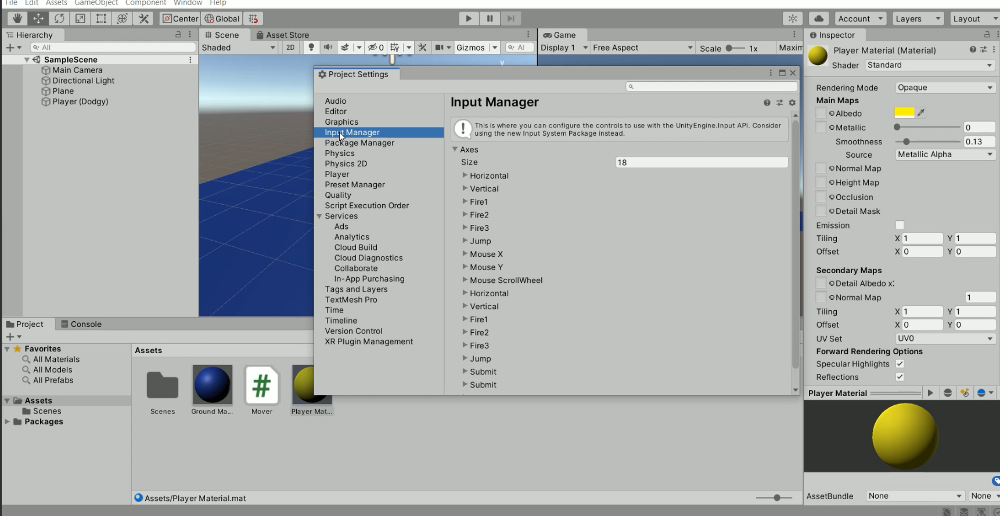 File Edit Assets GameObject Component Window Help
Center Global
Account Layers Layout
Hierarchy
All
SampleScene
Main Camera
Directional Light
Plane
Player (Dodgy)
Scene Asset Store
Shaded 2D 0 Gizmos Al
y
Game
Display 1 Free Aspect Scale 1x Maxim
Project Settings
Audio
Editor
Graphics
Input Manager
Package Manager
Physics
Physics 2D
Player
Preset Manager
Quality
Script Execution Order
Services
Ads
Analytics
Cloud Build
Cloud Diagnostics
Collaborate
In-App Purchasing
Tags and Layers
TextMesh Pro
Time
Timeline
Version Control
XR Plugin Management
Input Manager
This is where you can configure the controls to use with the UnityEngine.Input API. Consider
using the new Input System Package instead.
Axes
Size 18
Horizontal
Vertical
Fire1
Fire2
Fire3
Jump
Mouse X
Mouse Y
Mouse ScrollWheel
Horizontal
Vertical
Fire1
Fire2
Fire3
Jump
Submit
Submit
Inspector
Player Material (Material)
Shader Standard
Rendering Mode Opaque
Main Maps
Albedo
Metallic 0
Smoothness 0.13
Source Metallic Alpha
Normal Map
Height Map
Occlusion
Detail Mask
Emission
Tiling X 1 Y 1
Offset X 0 Y 0
Secondary Maps
Detail Albedo x2
Normal Map 1
Tiling X 1 Y 1
Offset X 0 Y 0
UV Set UV0
Forward Rendering Options
Specular Highlights
Reflections
Player Material
AssetBundle None None
Project Console
Favorites
All Materials
All Models
All Prefabs
Assets
Scenes
Packages
Assets
Scenes Ground Ma... Mover Player Mat...
Assets/Player Material.mat